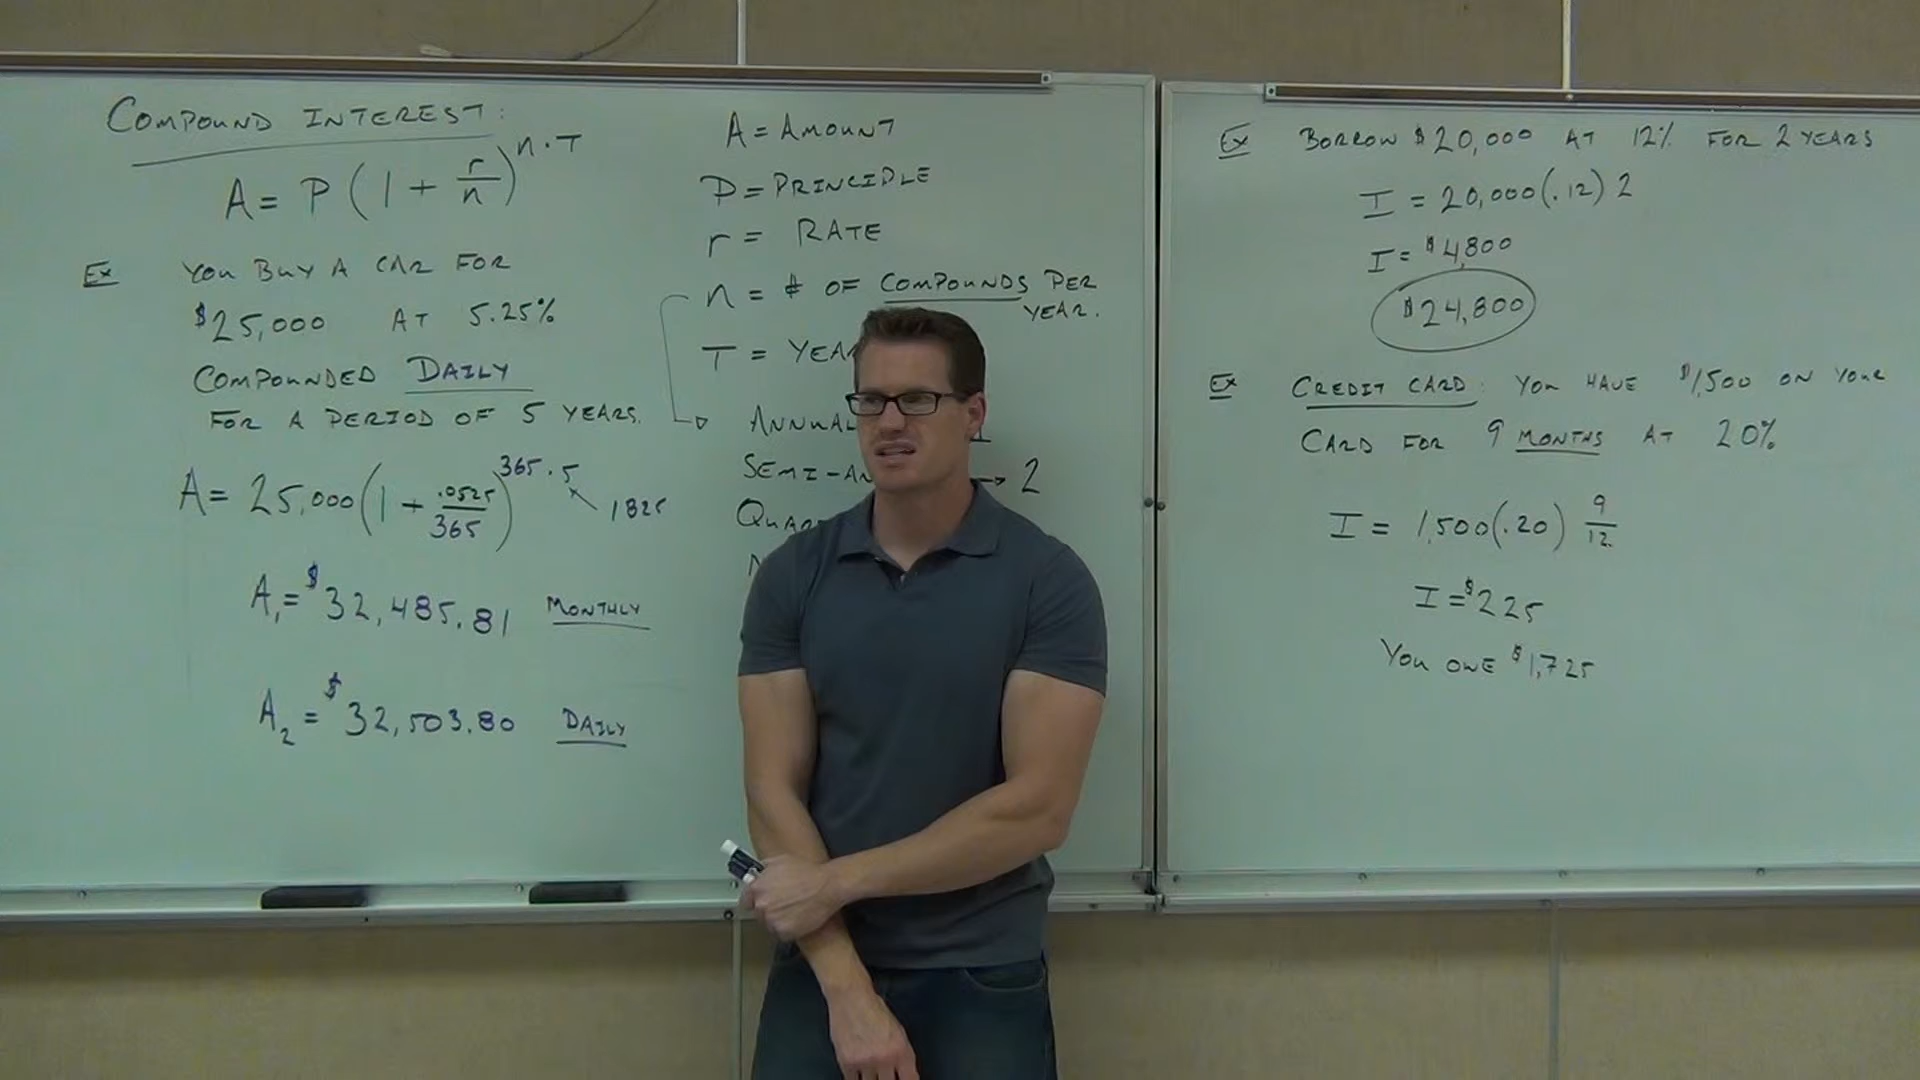 COMPOUND INTEREST:
A = P (1 + r/n)^n·T
Ex YOU BUY A CAR FOR
$25,000 AT 5.25%
COMPOUNDED DAILY
FOR A PERIOD OF 5 YEARS.
A = 25,000 (1 + .0525/365)^365·5
1825
A1 = $32,485.81 MONTHLY
A2 = $32,503.80 DAILY
A = AMOUNT
P = PRINCIPLE
r = RATE
n = # OF COMPOUNDS PER
YEAR.
T =
→ 2
Ex BORROW $20,000 AT 12% FOR 2 YEARS
I = 20,000(.12) 2
I = $4,800
$24,800
Ex CREDIT CARD: YOU HAVE $1,500 ON YOUR
CARD FOR 9 MONTHS AT 20%
I = 1,500(.20) 9/12
I = $225
YOU OWE $1,725